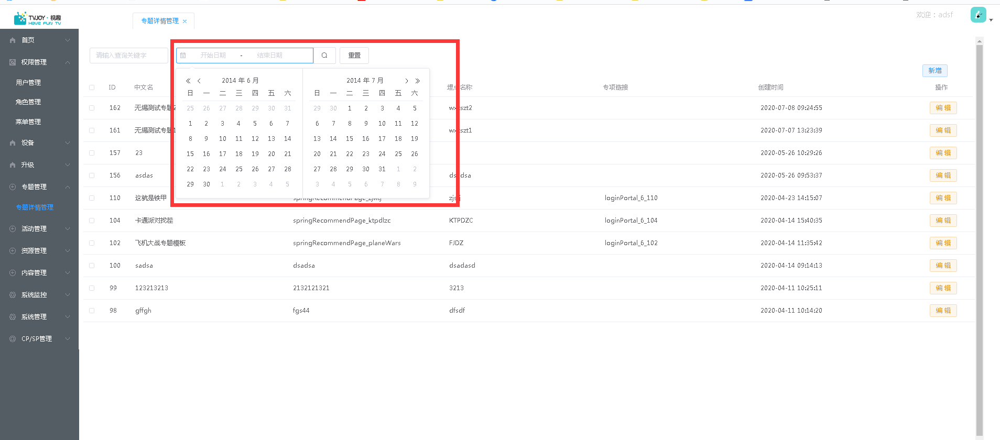 TVJOY · 视趣
HAVE FUN TV
专题详情管理 ×
欢迎：adsf
首页
权限管理
用户管理
角色管理
菜单管理
设备
升级
专题管理
专题详情管理
活动管理
资源管理
内容管理
系统监控
系统管理
CP/SP管理
请输入查询关键字 开始日期 - 结束日期 重置
新增
2014 年 6 月
日 一 二 三 四 五 六
25 26 27 28 29 30 31
1 2 3 4 5 6 7
8 9 10 11 12 13 14
15 16 17 18 19 20 21
22 23 24 25 26 27 28
29 30 1 2 3 4 5
2014 年 7 月
日 一 二 三 四 五 六
29 30 1 2 3 4 5
6 7 8 9 10 11 12
13 14 15 16 17 18 19
20 21 22 23 24 25 26
27 28 29 30 31 1 2
3 4 5 6 7 8 9
ID 中文名 埋点名称 专项链接 创建时间 操作
162 无锡测试专题2 2020-07-08 09:24:55 编 辑
161 无锡测试专题1 2020-07-07 13:23:39 编 辑
157 23 2020-05-26 10:29:26 编 辑
156 asdas 2020-05-26 09:53:37 编 辑
110 这就是铁甲 springRecommendPage_zjwtj loginPortal_6_110 2020-04-23 14:15:07 编 辑
104 卡通派对找茬 springRecommendPage_ktpdlzc KTPDZC loginPortal_6_104 2020-04-14 15:40:35 编 辑
102 飞机大战专题模板 springRecommendPage_planeWars FJDZ loginPortal_6_102 2020-04-14 11:35:42 编 辑
100 sadsa dsadsa dsadasd 2020-04-14 09:14:13 编 辑
99 123213213 2132121321 3213 2020-04-11 10:25:11 编 辑
98 gffgh fgs44 dfsdf 2020-04-11 10:14:20 编 辑